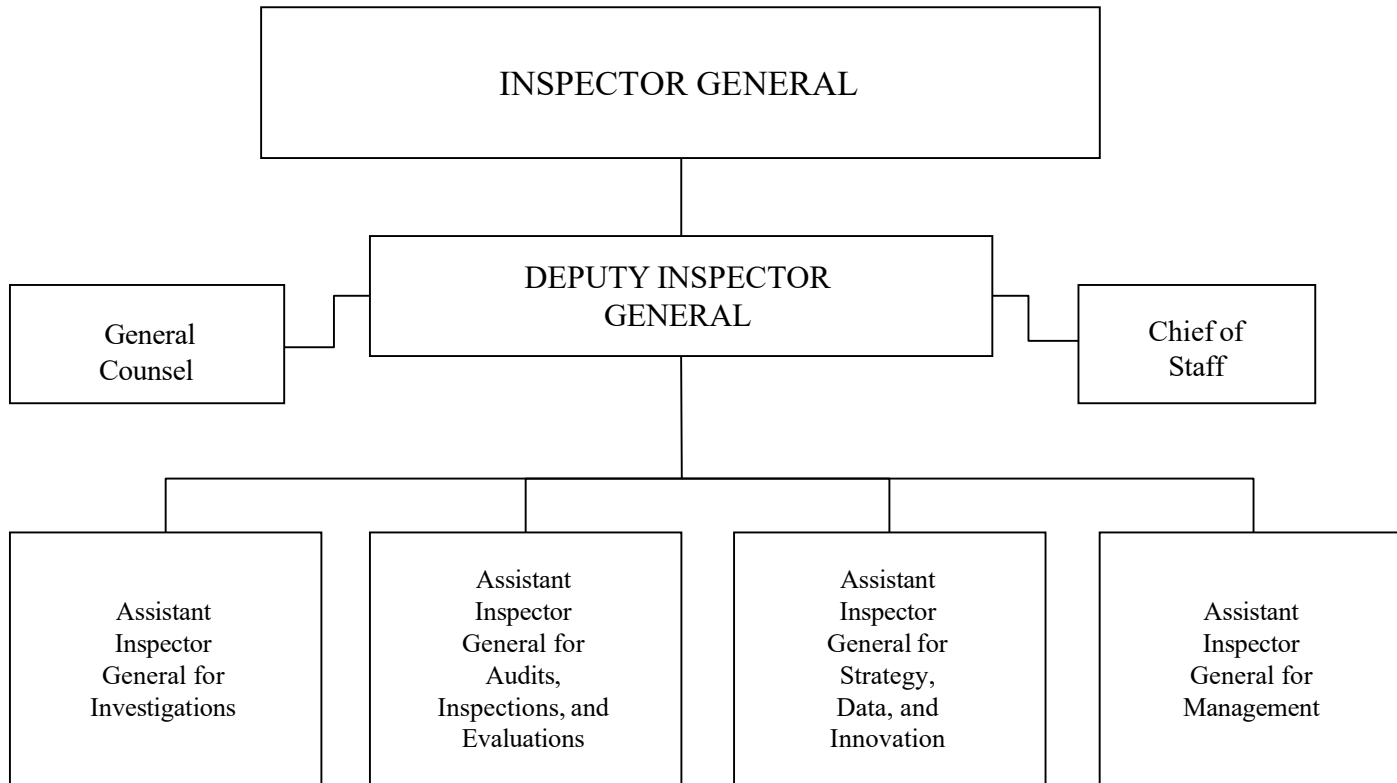 INSPECTOR GENERAL
DEPUTY INSPECTOR
GENERAL
General
Counsel
Chief of
Staff
Assistant
Inspector
General for
Investigations
Assistant
Inspector
General for
Audits,
Inspections, and
Evaluations
Assistant
Inspector
General for
Strategy,
Data, and
Innovation
Assistant
Inspector
General for
Management